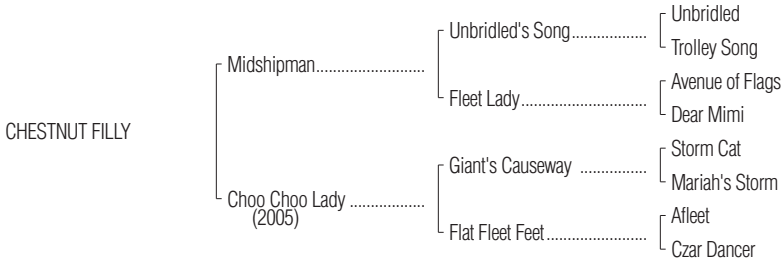 Unbridled
Unbridled's Song....................
Trolley Song
Midshipman...........................
Avenue of Flags
Fleet Lady................................
Dear Mimi
CHESTNUT FILLY
Storm Cat
Giant's Causeway .................
Mariah's Storm
Choo Choo Lady ...................
(2005)
Afleet
Flat Fleet Feet.........................
Czar Dancer